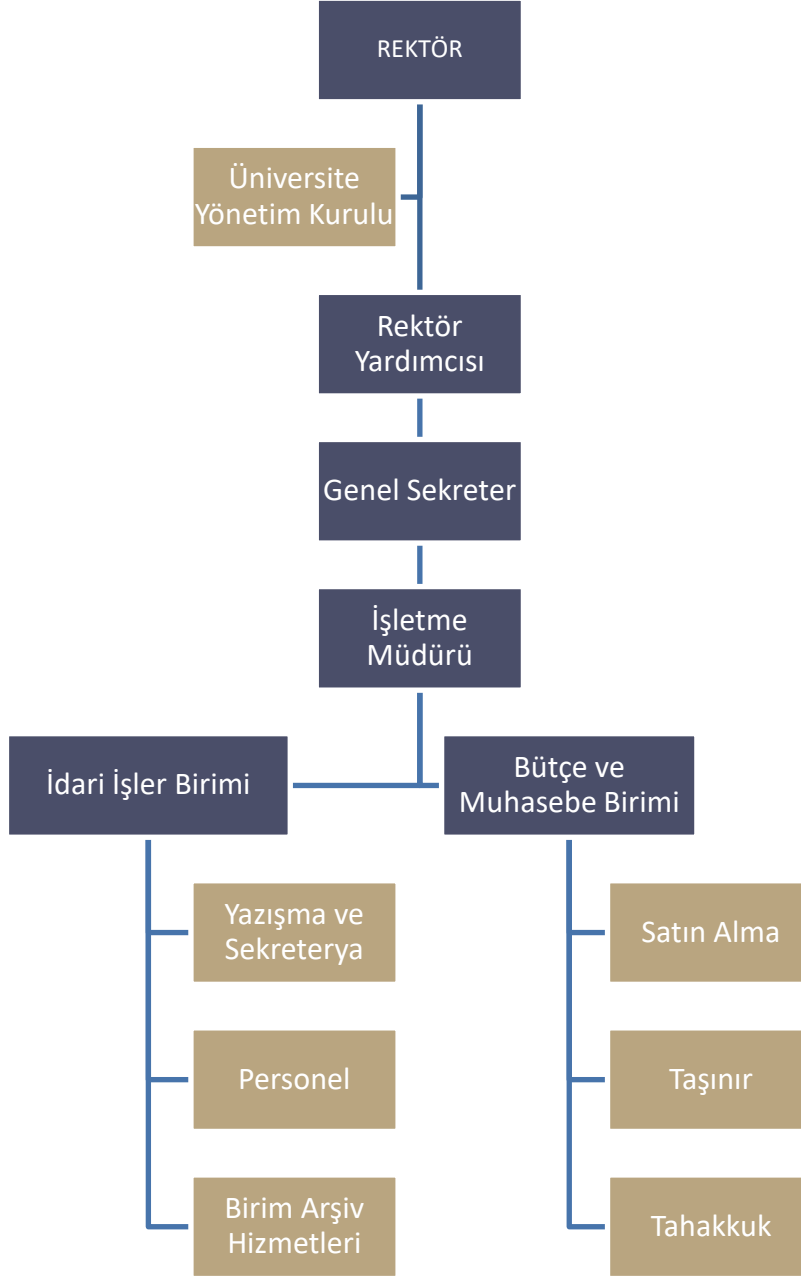 REKTÖR
Üniversite
Yönetim Kurulu
Rektör
Yardımcısı
Genel Sekreter
İşletme
Müdürü
İdari İşler Birimi
Bütçe ve
Muhasebe Birimi
Yazışma ve
Sekreterya
Satın Alma
Personel
Taşınır
Birim Arşiv
Hizmetleri
Tahakkuk